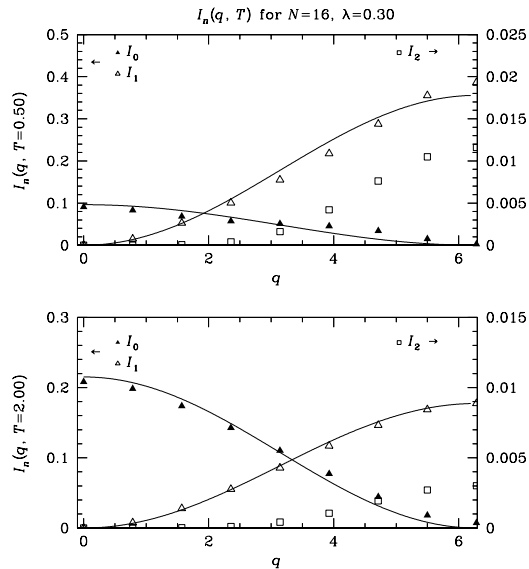 I_n(q, T) for N=16, λ=0.30
0.5 0.025
I_0 I_2 →
←
I_1
0.4 0.02
0.3 0.015
I_n(q, T=0.50)
0.2 0.01
0.1 0.005
0 0
0 2 4 6
q
0.3 0.015
I_0 I_2 →
←
I_1
0.2 0.01
I_n(q, T=2.00)
0.1 0.005
0 0
0 2 4 6
q